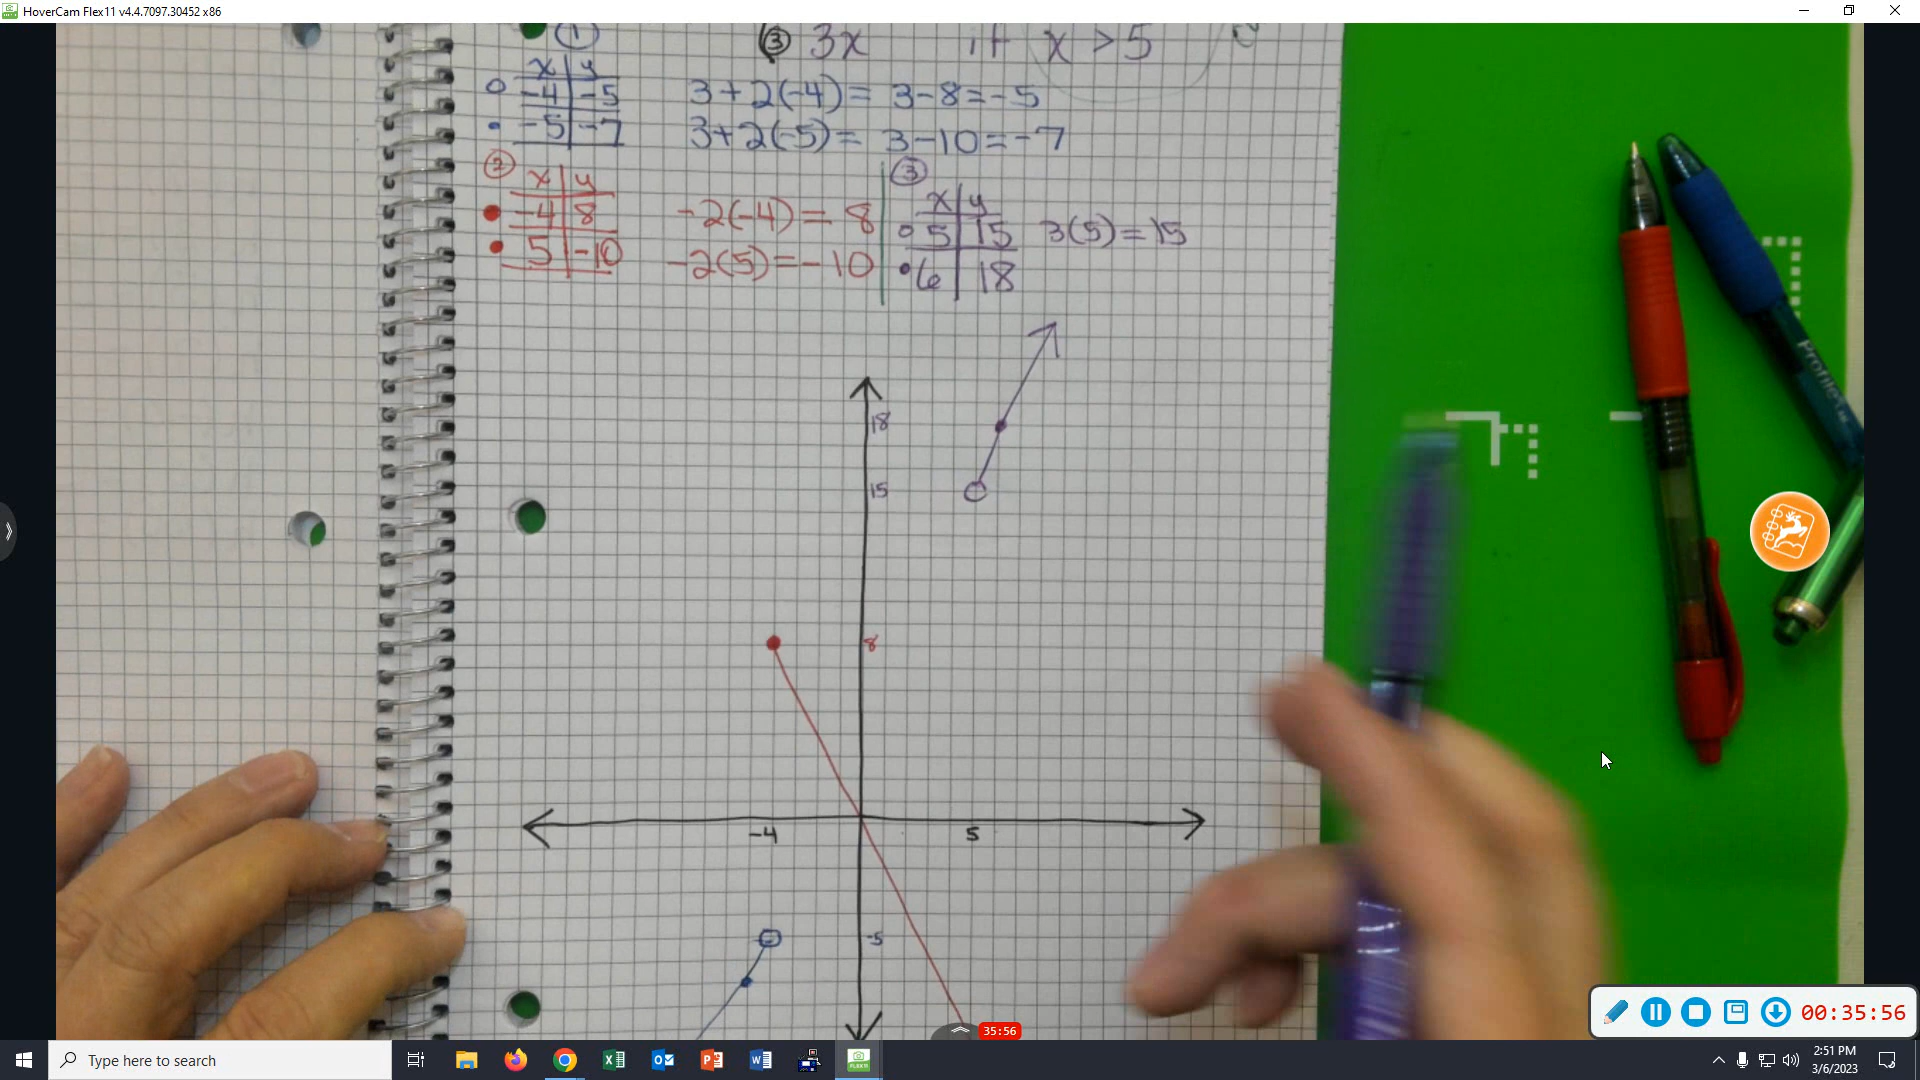 HoverCam Flex11 v4.4.7097.30452 x86
① ③ 3x if x > 5
x y
-4 -5 3+2(-4)= 3-8=-5
-5 -7 3+2(-5)= 3-10=-7
② x y ③ x y
-4 8 -2(-4)= 8 5 15 3(5)=15
5 -10 -2(5)=-10 6 18
18
15
8
-4 5
-5
Profile
35:56
00:35:56
Type here to search
2:51 PM
3/6/2023